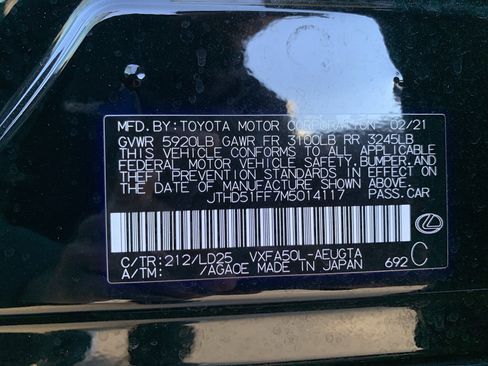 MFD.BY:TOYOTA MOTOR CORPORATION 02/21
GVWR 5920LB GAWR FR 3100LB RR 3245LB
THIS VEHICLE CONFORMS TO ALL APPLICABLE
FEDERAL MOTOR VEHICLE SAFETY,BUMPER,AND
THEFT PREVENTION STANDARDS IN EFFECT ON
THE DATE OF MANUFACTURE SHOWN ABOVE.
JTHD51FF7M5014117 PASS.CAR
C/TR:212/LD25 VXFA50L-AEUGTA
A/TM: /AGA0E MADE IN JAPAN 692 C